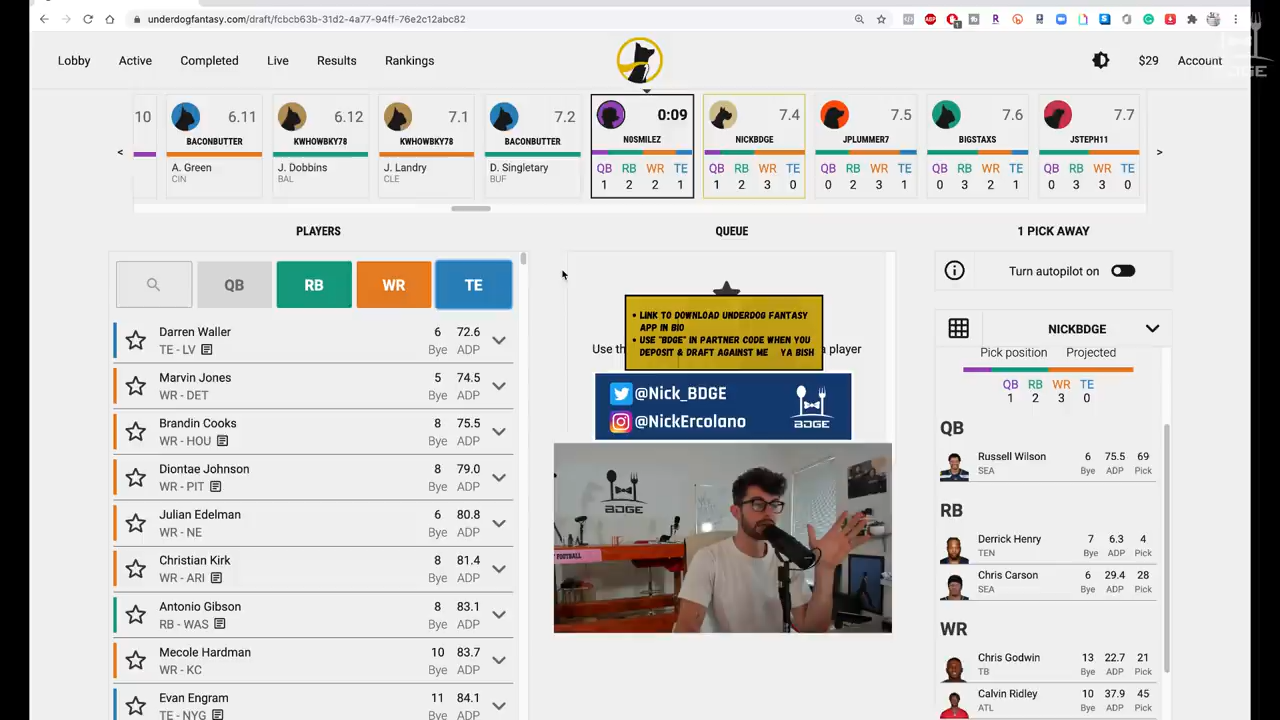 underdogfantasy.com/draft/fcbcb63b-31d2-4a77-94ff-76e2c12abc82
Lobby
Active
Completed
Live
Results
Rankings
$29
Account
BDGE
10
6.11
BACONBUTTER
A. Green
CIN
6.12
KWHOWBKY78
J. Dobbins
BAL
7.1
KWHOWBKY78
J. Landry
CLE
7.2
BACONBUTTER
D. Singletary
BUF
0:09
N0SMILEZ
QB RB WR TE
1 2 2 1
7.4
NICKBDGE
QB RB WR TE
1 2 3 0
7.5
JPLUMMER7
QB RB WR TE
0 2 3 1
7.6
BIGSTAXS
QB RB WR TE
0 3 2 1
7.7
JSTEPH11
QB RB WR TE
0 3 3 0
< >
PLAYERS
QB
RB
WR
TE
Darren Waller 6 72.6
TE - LV Bye ADP
Marvin Jones 5 74.5
WR - DET Bye ADP
Brandin Cooks 8 75.5
WR - HOU Bye ADP
Diontae Johnson 8 79.0
WR - PIT Bye ADP
Julian Edelman 6 80.8
WR - NE Bye ADP
Christian Kirk 8 81.4
WR - ARI Bye ADP
Antonio Gibson 8 83.1
RB - WAS Bye ADP
Mecole Hardman 10 83.7
WR - KC Bye ADP
Evan Engram 11 84.1
TE - NYG Bye ADP
QUEUE
• LINK TO DOWNLOAD UNDERDOG FANTASY
APP IN BIO
• USE "BDGE" IN PARTNER CODE WHEN YOU
DEPOSIT & DRAFT AGAINST ME YA BISH
Use th a player
@Nick_BDGE
@NickErcolano
BDGE
BDGE
FOOTBALL
1 PICK AWAY
Turn autopilot on
NICKBDGE
Pick position Projected
QB RB WR TE
1 2 3 0
QB
Russell Wilson 6 75.5 69
SEA Bye ADP Pick
RB
Derrick Henry 7 6.3 4
TEN Bye ADP Pick
Chris Carson 6 29.4 28
SEA Bye ADP Pick
WR
Chris Godwin 13 22.7 21
TB Bye ADP Pick
Calvin Ridley 10 37.9 45
ATL Bye ADP Pick